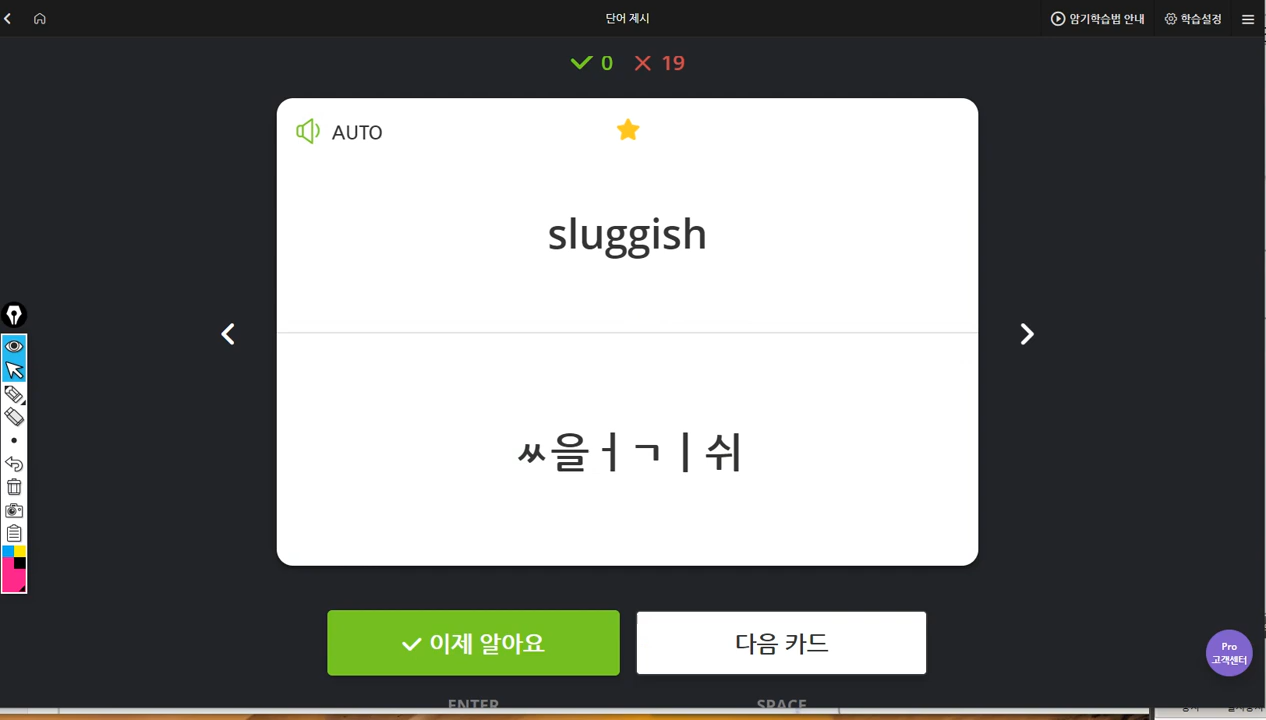 단어 제시
암기학습법 안내
학습설정
0 19
AUTO
sluggish
ㅆ을ㅓㄱㅣ쉬
이제 알아요
다음 카드
ENTER
SPACE
Pro
고객센터